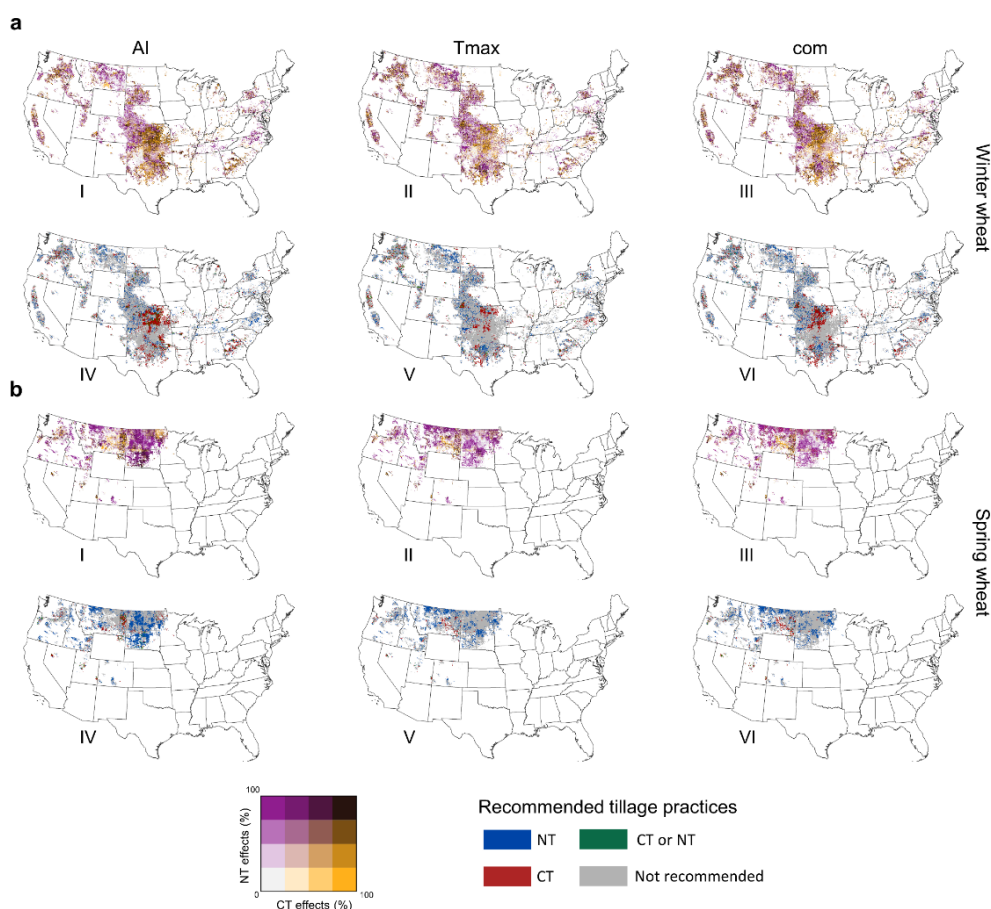 a
AI
Tmax
com
I
II
III
Winter wheat
IV
V
VI
b
I
II
III
Spring wheat
IV
V
VI
100
NT effects (%)
0
100
CT effects (%)
Recommended tillage practices
NT
CT or NT
CT
Not recommended